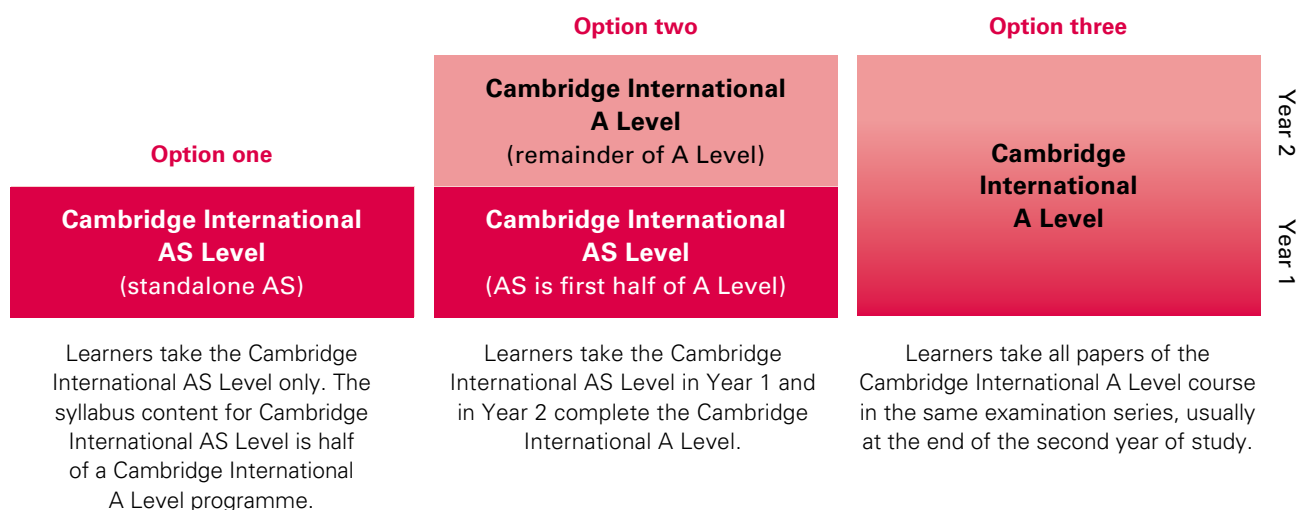 Option one
Cambridge International
AS Level
(standalone AS)
Learners take the Cambridge
International AS Level only. The
syllabus content for Cambridge
International AS Level is half
of a Cambridge International
A Level programme.
Option two
Cambridge International
A Level
(remainder of A Level)
Cambridge International
AS Level
(AS is first half of A Level)
Learners take the Cambridge
International AS Level in Year 1 and
in Year 2 complete the Cambridge
International A Level.
Option three
Cambridge
International
A Level
Learners take all papers of the
Cambridge International A Level course
in the same examination series, usually
at the end of the second year of study.
Year 2
Year 1